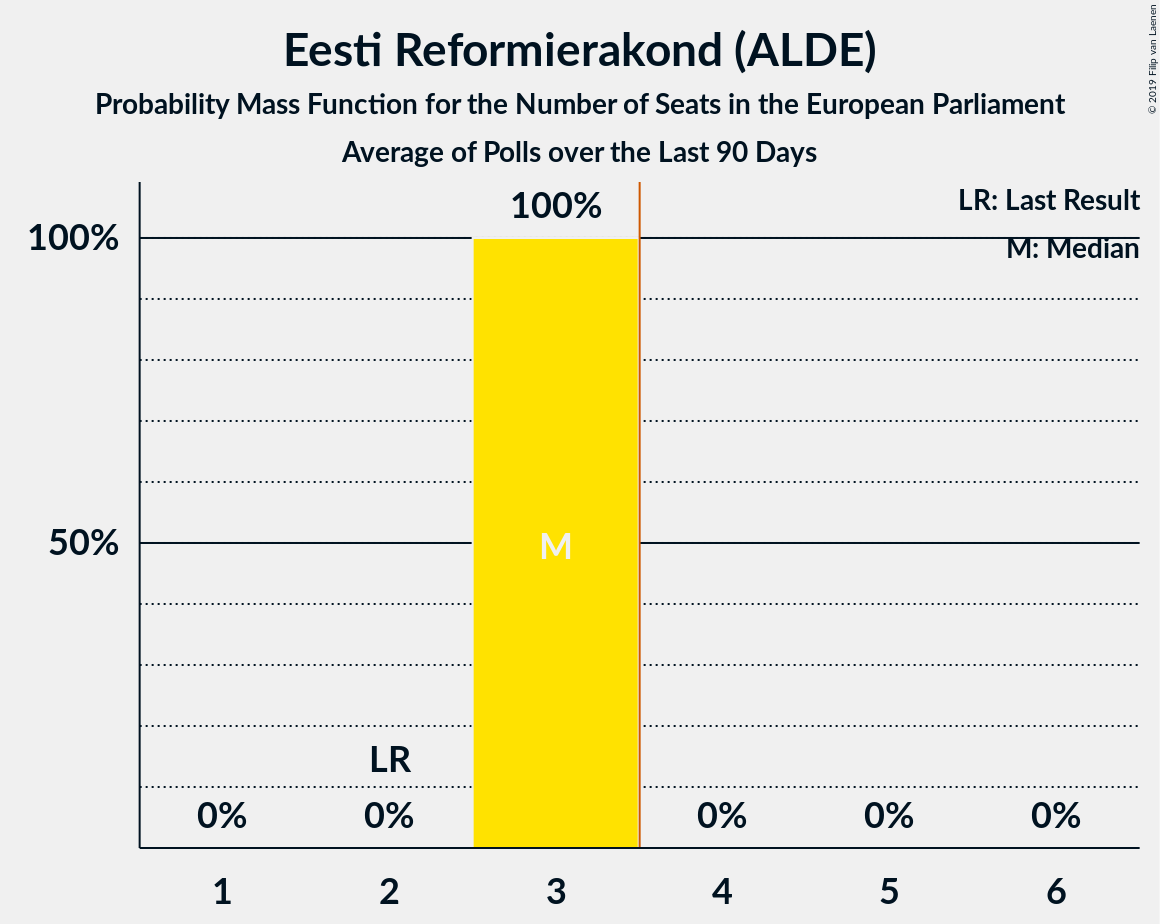 Eesti Reformierakond (ALDE)
Probability Mass Function for the Number of Seats in the European Parliament
Average of Polls over the Last 90 Days
© 2019 Filip van Laenen
LR: Last Result
M: Median
100%
100%
50%
M
LR
0%
0%
0%
0%
0%
1 2 3 4 5 6